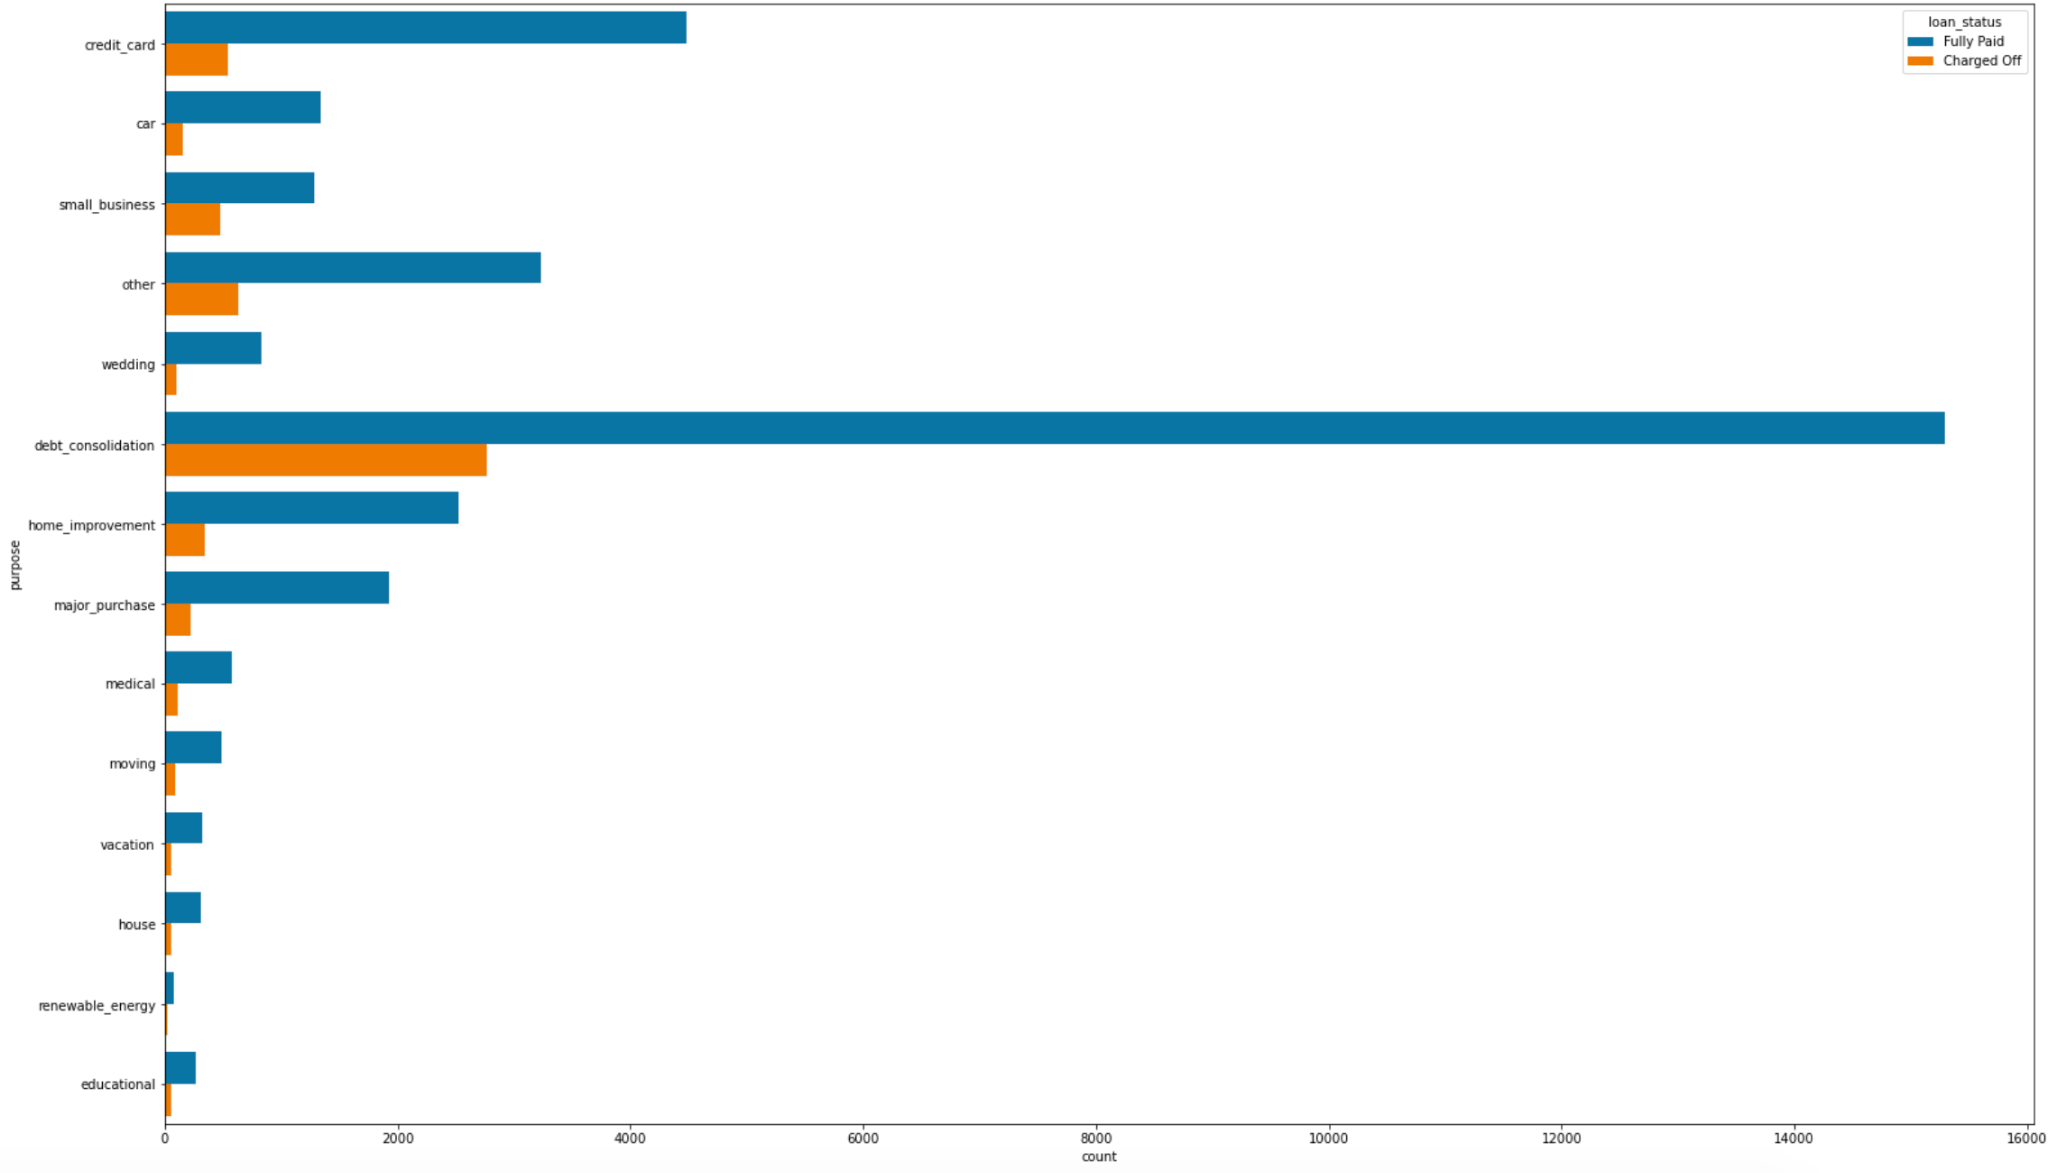 loan_status
Fully Paid
Charged Off
credit_card
car
small_business
other
wedding
debt_consolidation
home_improvement
major_purchase
medical
moving
vacation
house
renewable_energy
educational
purpose
0 2000 4000 6000 8000 10000 12000 14000 16000
count